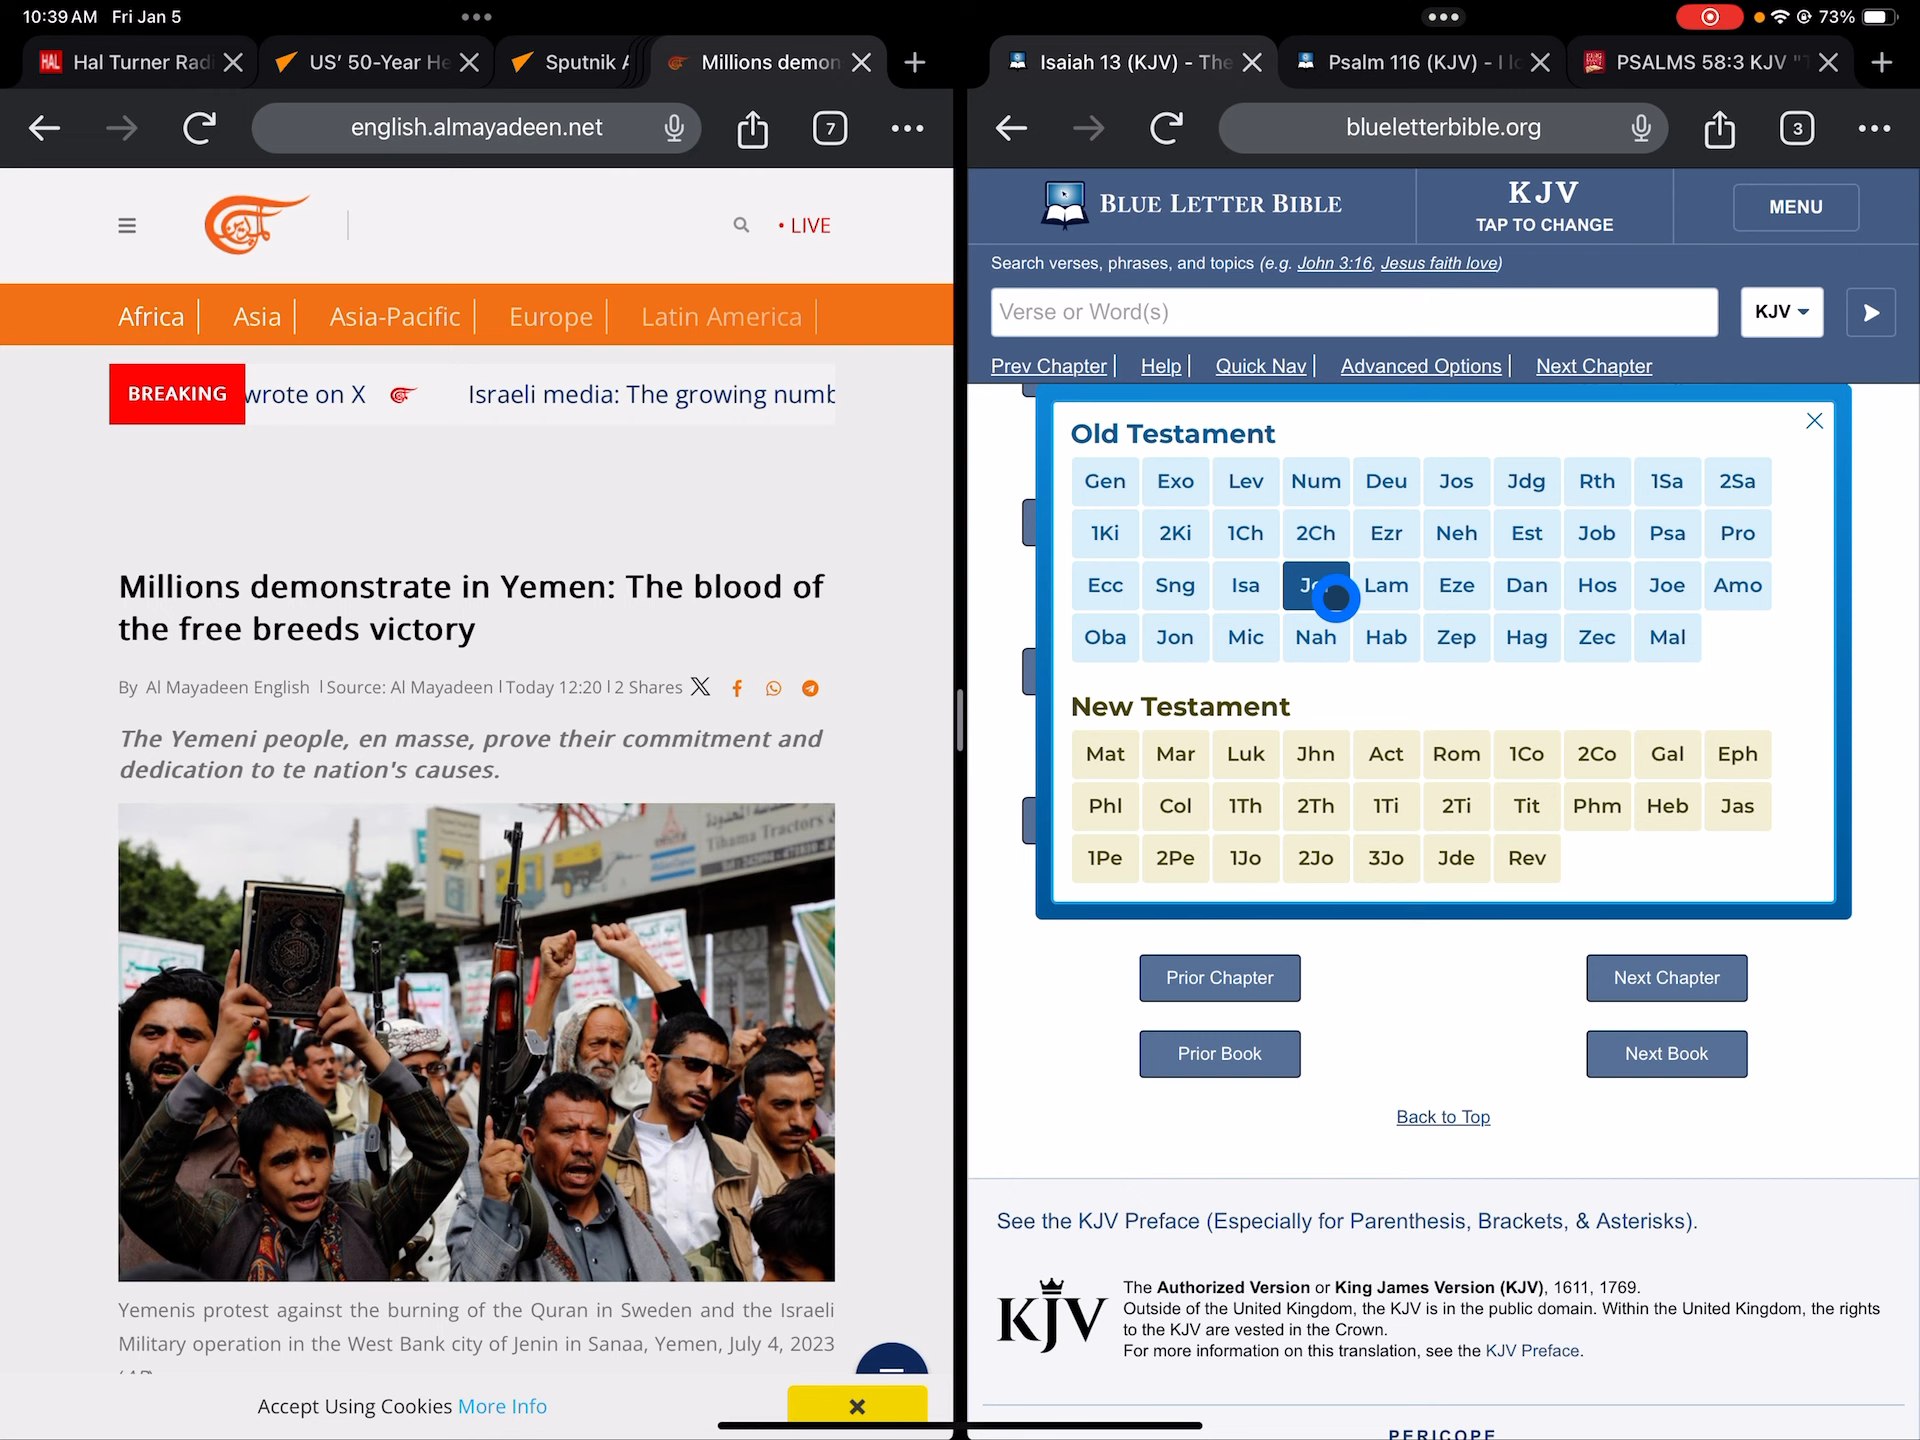 10:39 AM Fri Jan 5
73%
Hal Turner Rad
US' 50-Year He
Sputnik A
Millions demon
english.almayadeen.net
7
LIVE
Africa
Asia
Asia-Pacific
Europe
Latin America
BREAKING
wrote on X
Israeli media: The growing numb
Millions demonstrate in Yemen: The blood of
the free breeds victory
By Al Mayadeen English | Source: Al Mayadeen | Today 12:20 | 2 Shares
The Yemeni people, en masse, prove their commitment and
dedication to te nation's causes.
Tihama Tractors &
Yemenis protest against the burning of the Quran in Sweden and the Israeli
Military operation in the West Bank city of Jenin in Sanaa, Yemen, July 4, 2023
Accept Using Cookies More Info
Isaiah 13 (KJV) - The
Psalm 116 (KJV) - I lo
PSALMS 58:3 KJV "T
blueletterbible.org
3
BLUE LETTER BIBLE
KJV
TAP TO CHANGE
MENU
Search verses, phrases, and topics (e.g. John 3:16, Jesus faith love)
Verse or Word(s)
KJV
Prev Chapter | Help | Quick Nav | Advanced Options | Next Chapter
Old Testament
Gen Exo Lev Num Deu Jos Jdg Rth 1Sa 2Sa
1Ki 2Ki 1Ch 2Ch Ezr Neh Est Job Psa Pro
Ecc Sng Isa Lam Eze Dan Hos Joe Amo
Oba Jon Mic Nah Hab Zep Hag Zec Mal
New Testament
Mat Mar Luk Jhn Act Rom 1Co 2Co Gal Eph
Phl Col 1Th 2Th 1Ti 2Ti Tit Phm Heb Jas
1Pe 2Pe 1Jo 2Jo 3Jo Jde Rev
Prior Chapter
Next Chapter
Prior Book
Next Book
Back to Top
See the KJV Preface (Especially for Parenthesis, Brackets, & Asterisks).
KJV
The Authorized Version or King James Version (KJV), 1611, 1769.
Outside of the United Kingdom, the KJV is in the public domain. Within the United Kingdom, the rights
to the KJV are vested in the Crown.
For more information on this translation, see the KJV Preface.
PERICOPE